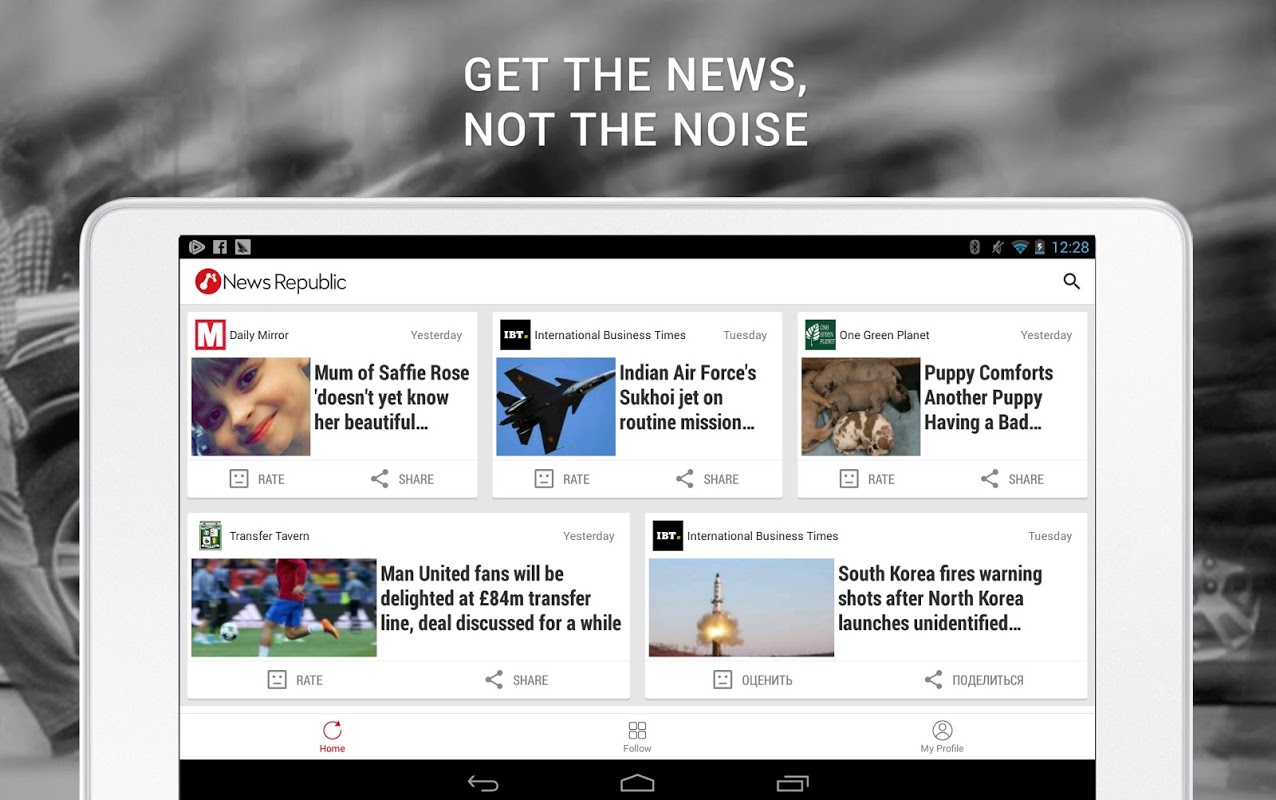 GET THE NEWS,
NOT THE NOISE
12:28
News Republic
M Daily Mirror Yesterday
Mum of Saffie Rose
'doesn't yet know
her beautiful...
RATE SHARE
IBT. International Business Times Tuesday
Indian Air Force's
Sukhoi jet on
routine mission...
RATE SHARE
ONE GREEN PLANET One Green Planet Yesterday
Puppy Comforts
Another Puppy
Having a Bad...
RATE SHARE
Transfer Tavern Yesterday
Man United fans will be
delighted at £84m transfer
line, deal discussed for a while
RATE SHARE
IBT. International Business Times Tuesday
South Korea fires warning
shots after North Korea
launches unidentified...
ОЦЕНИТЬ ПОДЕЛИТЬСЯ
Home Follow My Profile